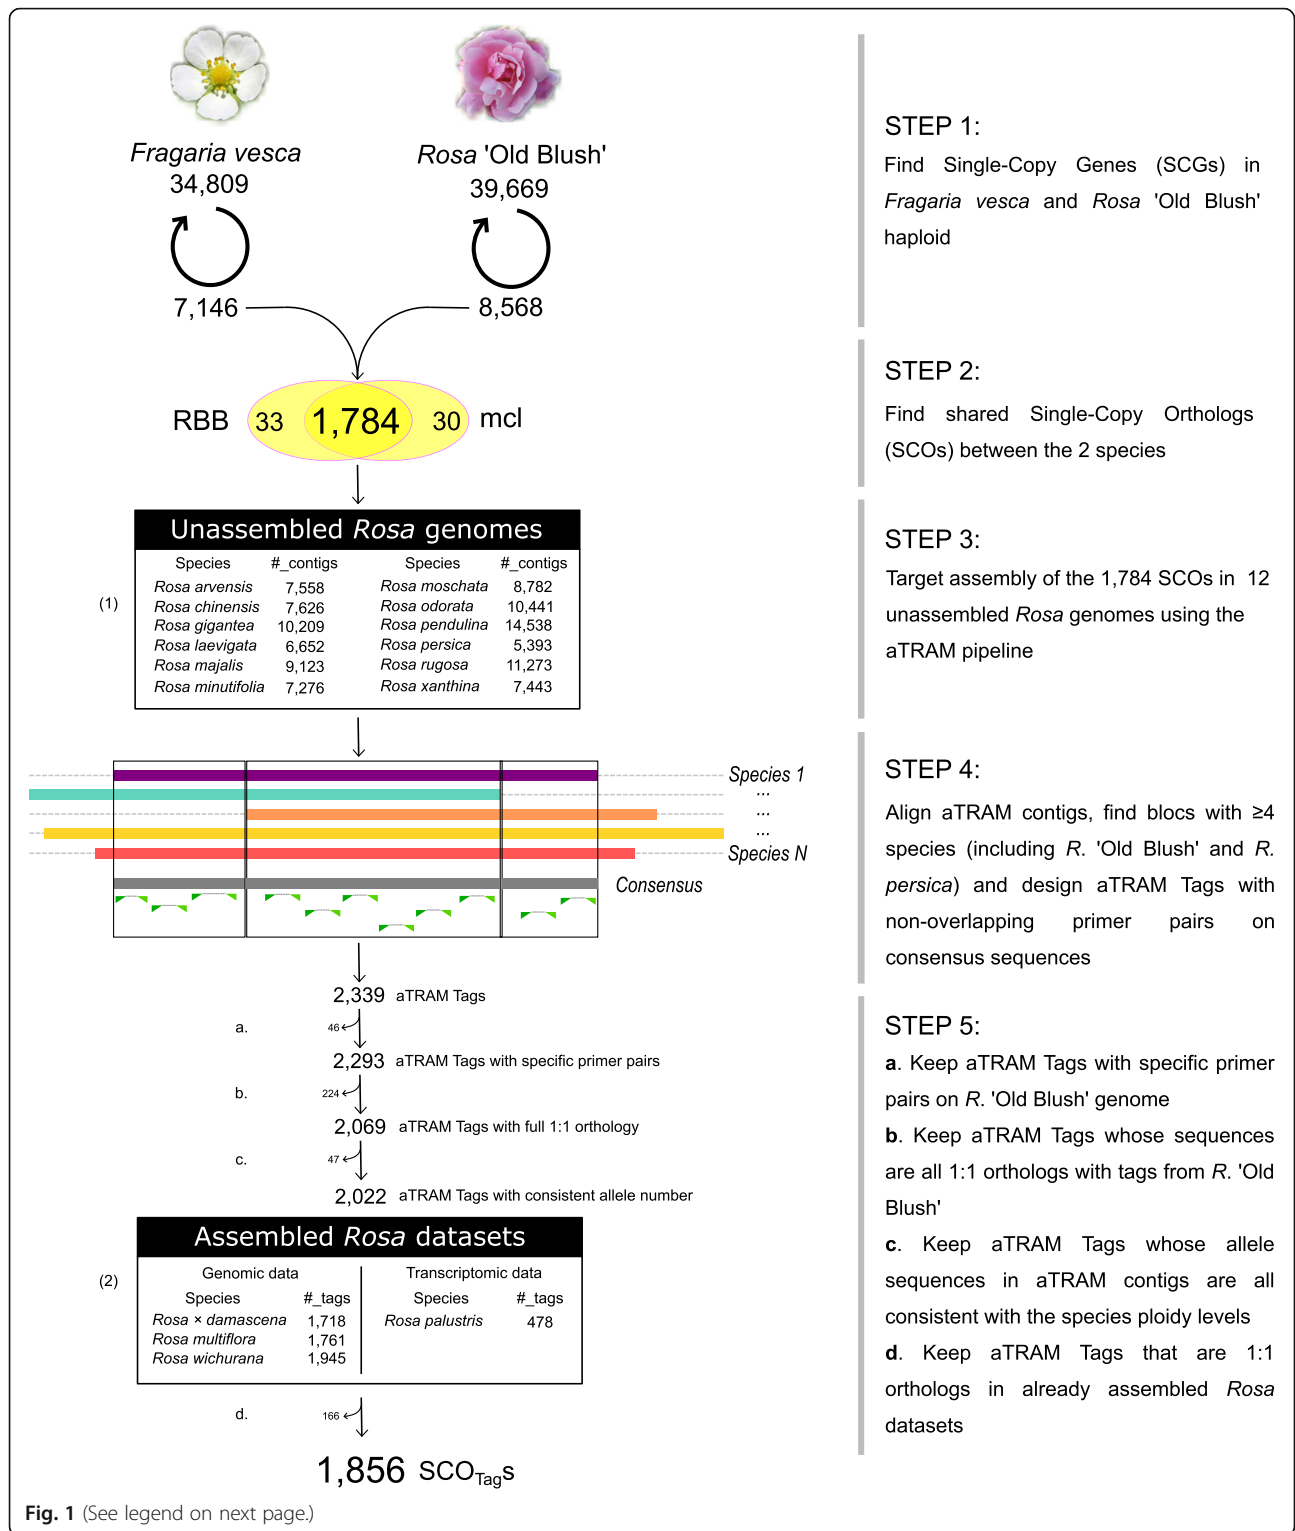 Fragaria vesca
34,809
7,146
Rosa 'Old Blush'
39,669
8,568
STEP 1:
Find Single-Copy Genes (SCGs) in
Fragaria vesca and Rosa 'Old Blush'
haploid
RBB 33 1,784 30 mcl
STEP 2:
Find shared Single-Copy Orthologs
(SCOs) between the 2 species
(1)
Unassembled Rosa genomes
Species #_contigs Species #_contigs
Rosa arvensis 7,558 Rosa moschata 8,782
Rosa chinensis 7,626 Rosa odorata 10,441
Rosa gigantea 10,209 Rosa pendulina 14,538
Rosa laevigata 6,652 Rosa persica 5,393
Rosa majalis 9,123 Rosa rugosa 11,273
Rosa minutifolia 7,276 Rosa xanthina 7,443
STEP 3:
Target assembly of the 1,784 SCOs in 12
unassembled Rosa genomes using the
aTRAM pipeline
Species 1
...
...
...
Species N
Consensus
STEP 4:
Align aTRAM contigs, find blocs with ≥4
species (including R. 'Old Blush' and R.
persica) and design aTRAM Tags with
non-overlapping primer pairs on
consensus sequences
2,339 aTRAM Tags
a. 46
2,293 aTRAM Tags with specific primer pairs
b. 224
2,069 aTRAM Tags with full 1:1 orthology
c. 47
2,022 aTRAM Tags with consistent allele number
(2)
Assembled Rosa datasets
Genomic data Transcriptomic data
Species #_tags Species #_tags
Rosa × damascena 1,718 Rosa palustris 478
Rosa multiflora 1,761
Rosa wichurana 1,945
d. 166
1,856 SCOTags
STEP 5:
a. Keep aTRAM Tags with specific primer
pairs on R. 'Old Blush' genome
b. Keep aTRAM Tags whose sequences
are all 1:1 orthologs with tags from R. 'Old
Blush'
c. Keep aTRAM Tags whose allele
sequences in aTRAM contigs are all
consistent with the species ploidy levels
d. Keep aTRAM Tags that are 1:1
orthologs in already assembled Rosa
datasets
Fig. 1 (See legend on next page.)